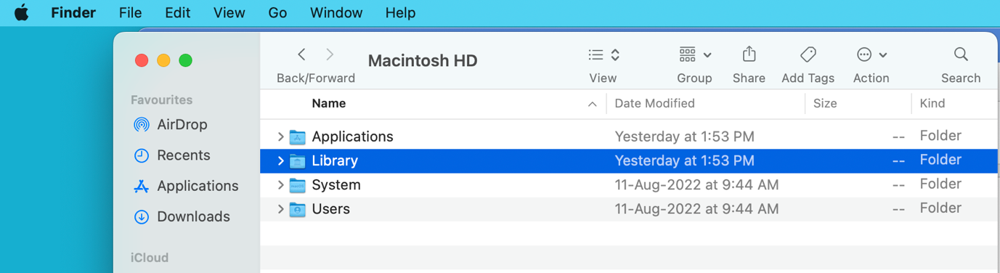 Finder File Edit View Go Window Help
Back/Forward
Macintosh HD
View
Group
Share
Add Tags
Action
Search
Favourites
AirDrop
Recents
Applications
Downloads
iCloud
Name Date Modified Size Kind
Applications Yesterday at 1:53 PM -- Folder
Library Yesterday at 1:53 PM -- Folder
System 11-Aug-2022 at 9:44 AM -- Folder
Users 11-Aug-2022 at 9:44 AM -- Folder